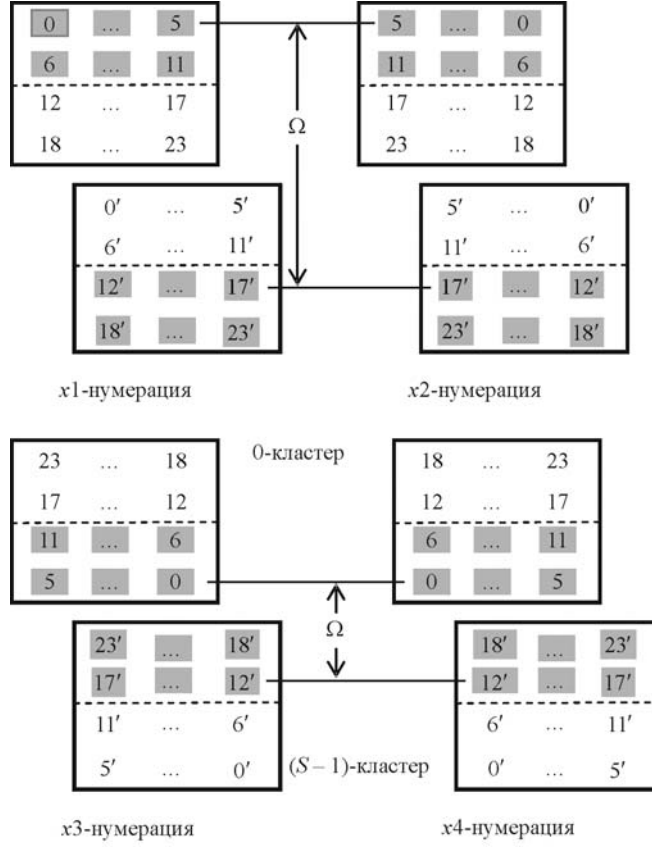 0 ... 5 5 ... 0
6 ... 11 11 ... 6
12 ... 17 Ω 17 ... 12
18 ... 23 23 ... 18
0′ ... 5′ 5′ ... 0′
6′ ... 11′ 11′ ... 6′
12′ ... 17′ 17′ ... 12′
18′ ... 23′ 23′ ... 18′
x1-нумерация x2-нумерация
23 ... 18 0-кластер 18 ... 23
17 ... 12 12 ... 17
11 ... 6 6 ... 11
5 ... 0 0 ... 5
23′ ... 18′ Ω 18′ ... 23′
17′ ... 12′ 12′ ... 17′
11′ ... 6′ 6′ ... 11′
5′ ... 0′ (S – 1)-кластер 0′ ... 5′
x3-нумерация x4-нумерация